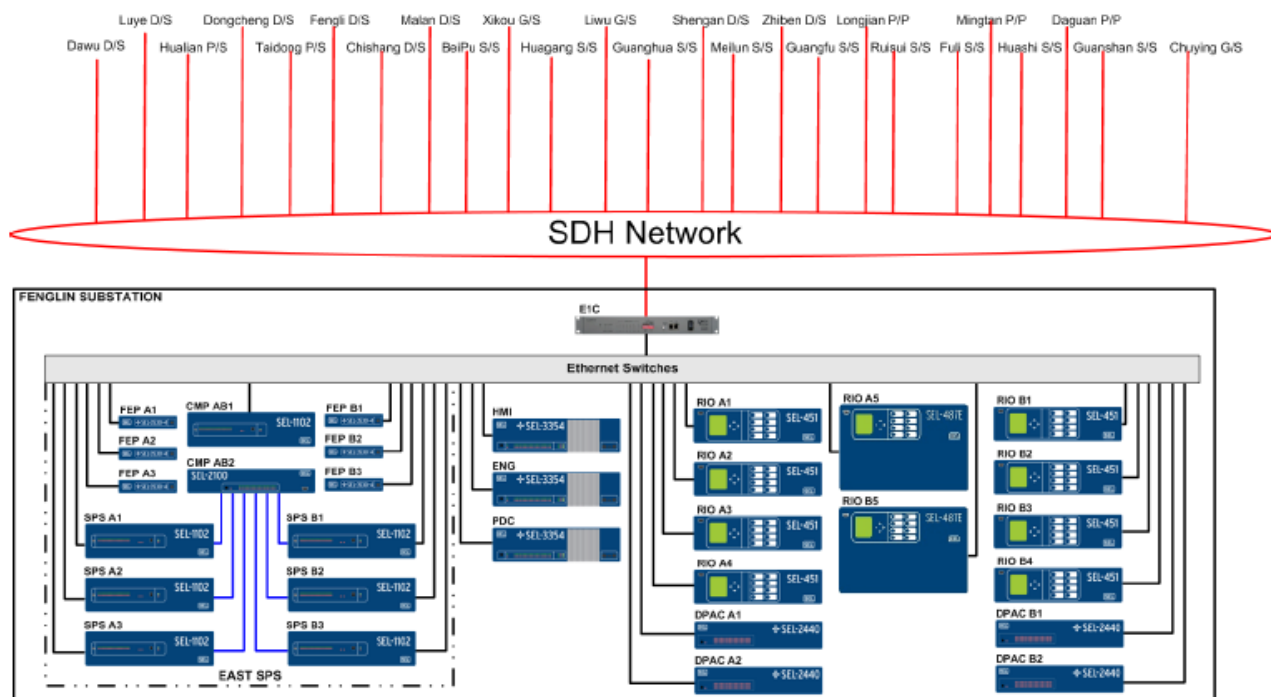 Luye D/S Dongcheng D/S Fengli D/S Malan D/S Xikou G/S Liwu G/S Shengan D/S Zhiben D/S Longjian P/P Mingtan P/P Daguan P/P
Dawu D/S Hualian P/S Taidong P/S Chishang D/S BeiPu S/S Huagang S/S Guanghua S/S Meilun S/S Guangfu S/S Ruisui S/S Fuli S/S Huashi S/S Guanshan S/S Chuying G/S
SDH Network
FENGLIN SUBSTATION
E1C
Ethernet Switches
FEP A1
FEP A2
FEP A3
CMP AB1
SEL-1102
CMP AB2
SEL-2100
FEP B1
FEP B2
FEP B3
SPS A1
SEL-1102
SPS A2
SEL-1102
SPS A3
SEL-1102
SPS B1
SEL-1102
SPS B2
SEL-1102
SPS B3
SEL-1102
EAST SPS
HMI
SEL-3354
ENG
SEL-3354
PDC
SEL-3354
RIO A1
SEL-451
RIO A2
SEL-451
RIO A3
SEL-451
RIO A4
SEL-451
DPAC A1
SEL-2440
DPAC A2
SEL-2440
RIO A5
SEL-487E
RIO B5
SEL-487E
RIO B1
SEL-451
RIO B2
SEL-451
RIO B3
SEL-451
RIO B4
SEL-451
DPAC B1
SEL-2440
DPAC B2
SEL-2440